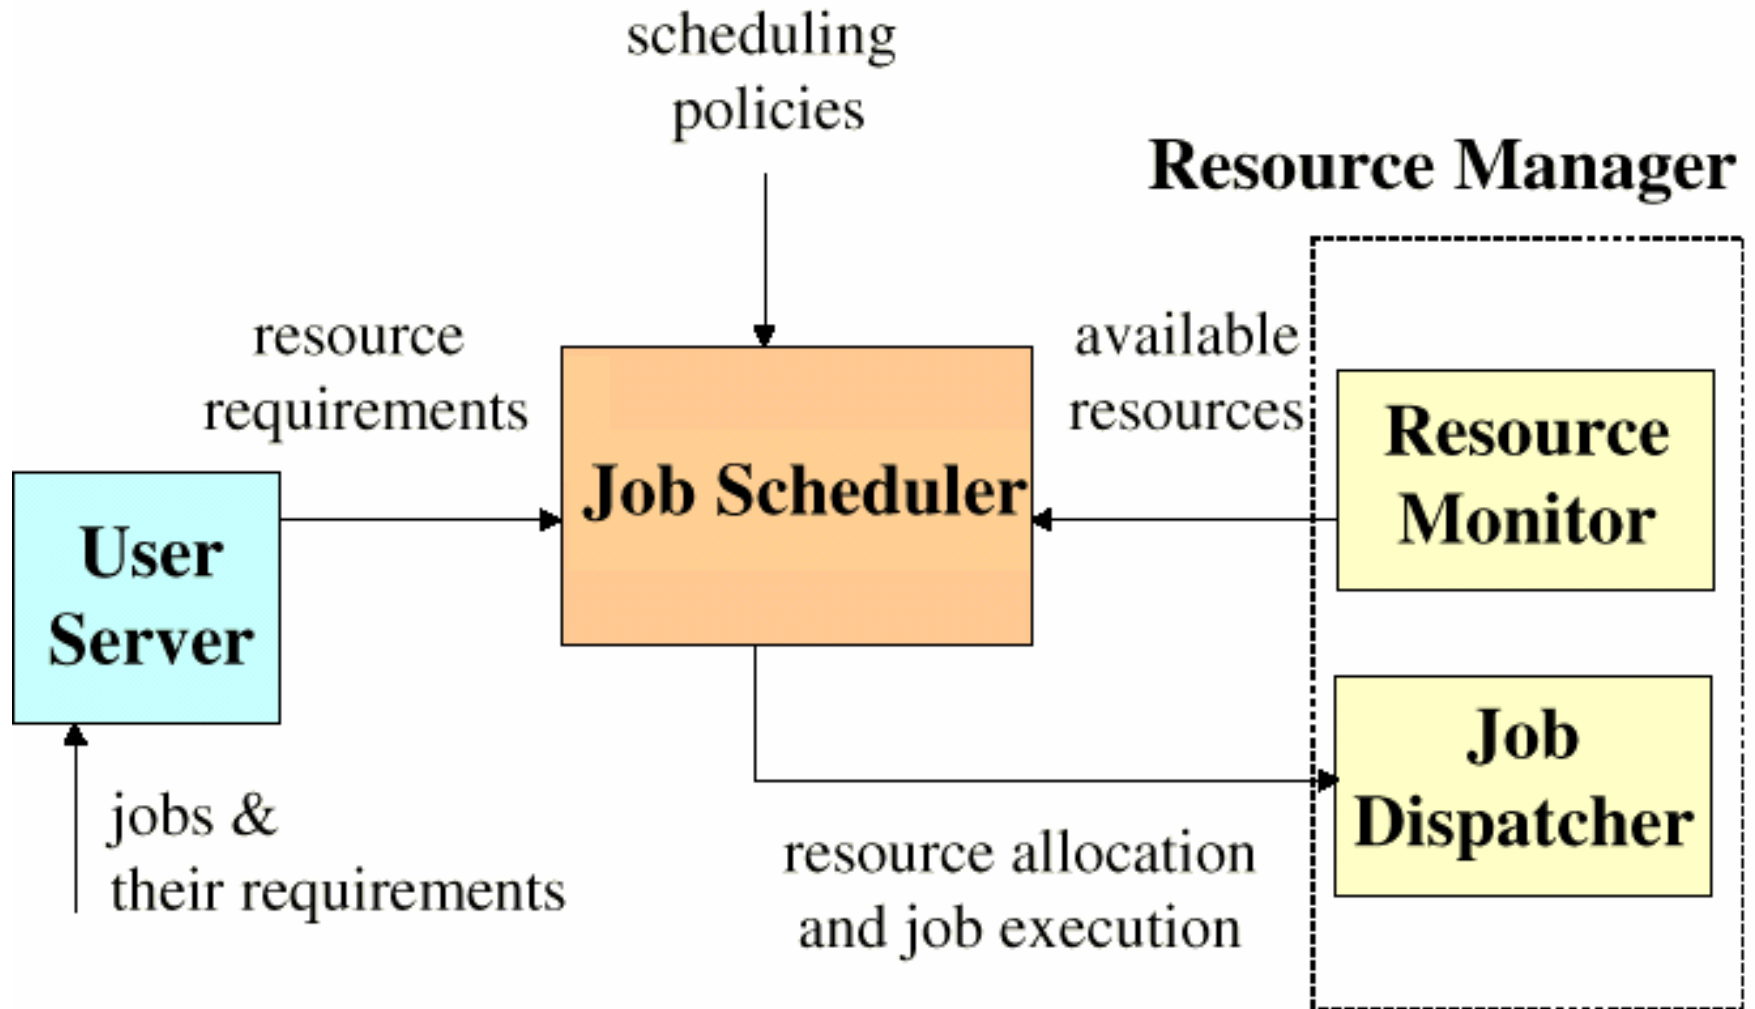 scheduling
policies
Resource Manager
resource
requirements
available
resources
Resource
Monitor
Job Scheduler
User
Server
Job
Dispatcher
jobs &
their requirements
resource allocation
and job execution